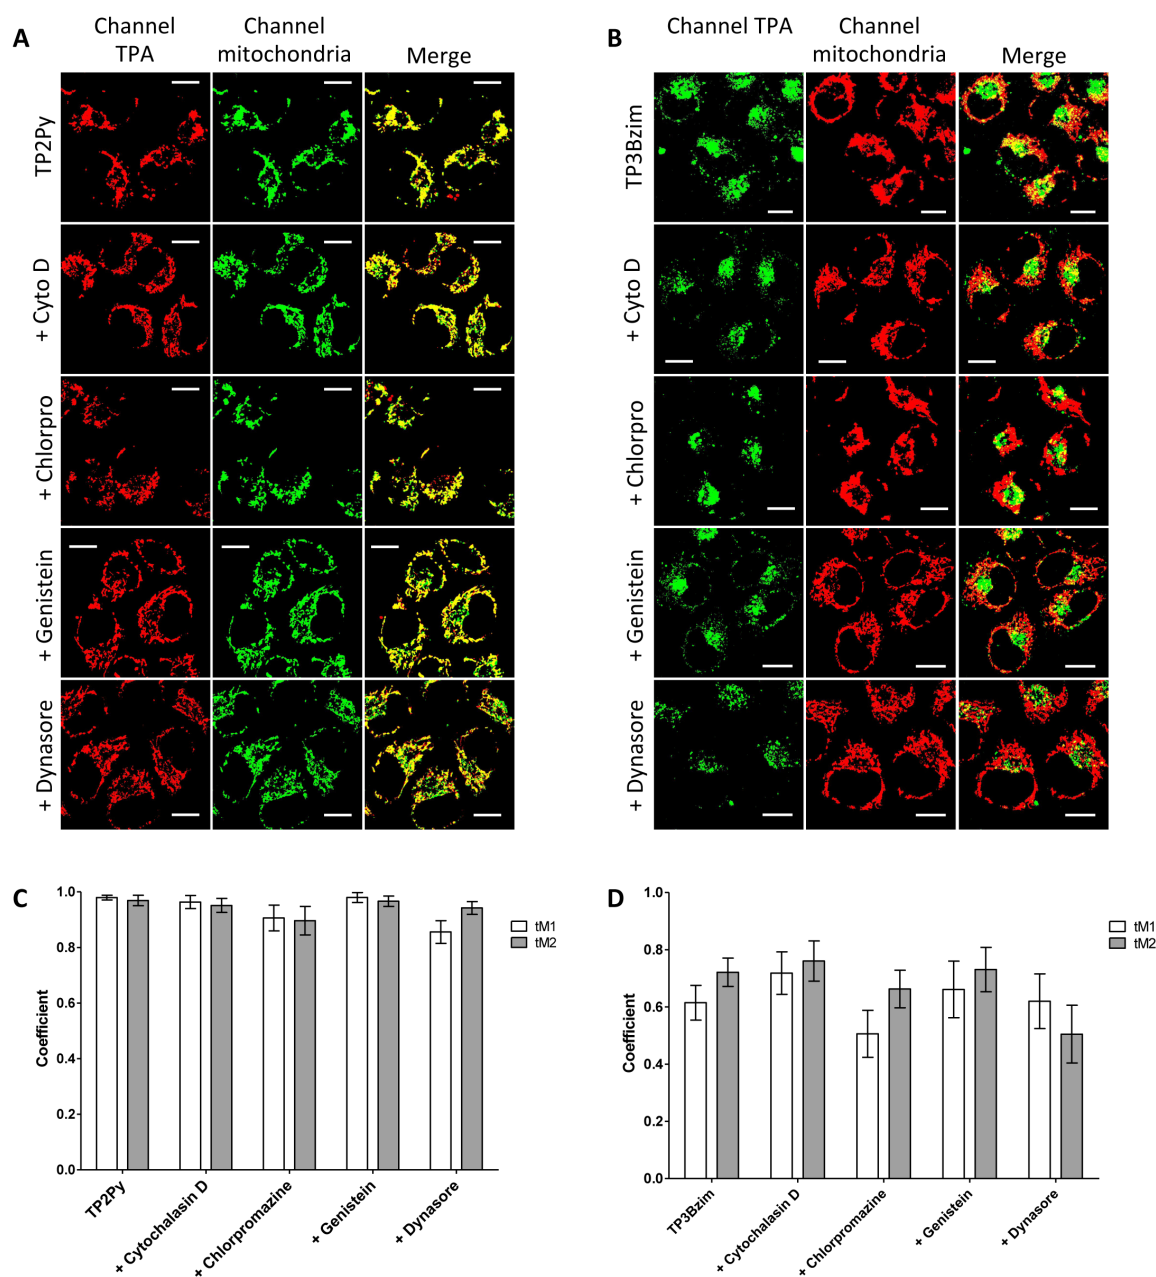 A
Channel
TPA
Channel
mitochondria
Merge
TP2Py
+ Cyto D
+ Chlorpro
+ Genistein
+ Dynasore
B
Channel TPA
Channel
mitochondria
Merge
TP3Bzim
+ Cyto D
+ Chlorpro
+ Genistein
+ Dynasore
C
Coefficient
1.0
0.8
0.6
0.4
0.2
0.0
TP2Py
+ Cytochalasin D
+ Chlorpromazine
+ Genistein
+ Dynasore
tM1
tM2
D
Coefficient
1.0
0.8
0.6
0.4
0.2
0.0
TP3Bzim
+ Cytochalasin D
+ Chlorpromazine
+ Genistein
+ Dynasore
tM1
tM2